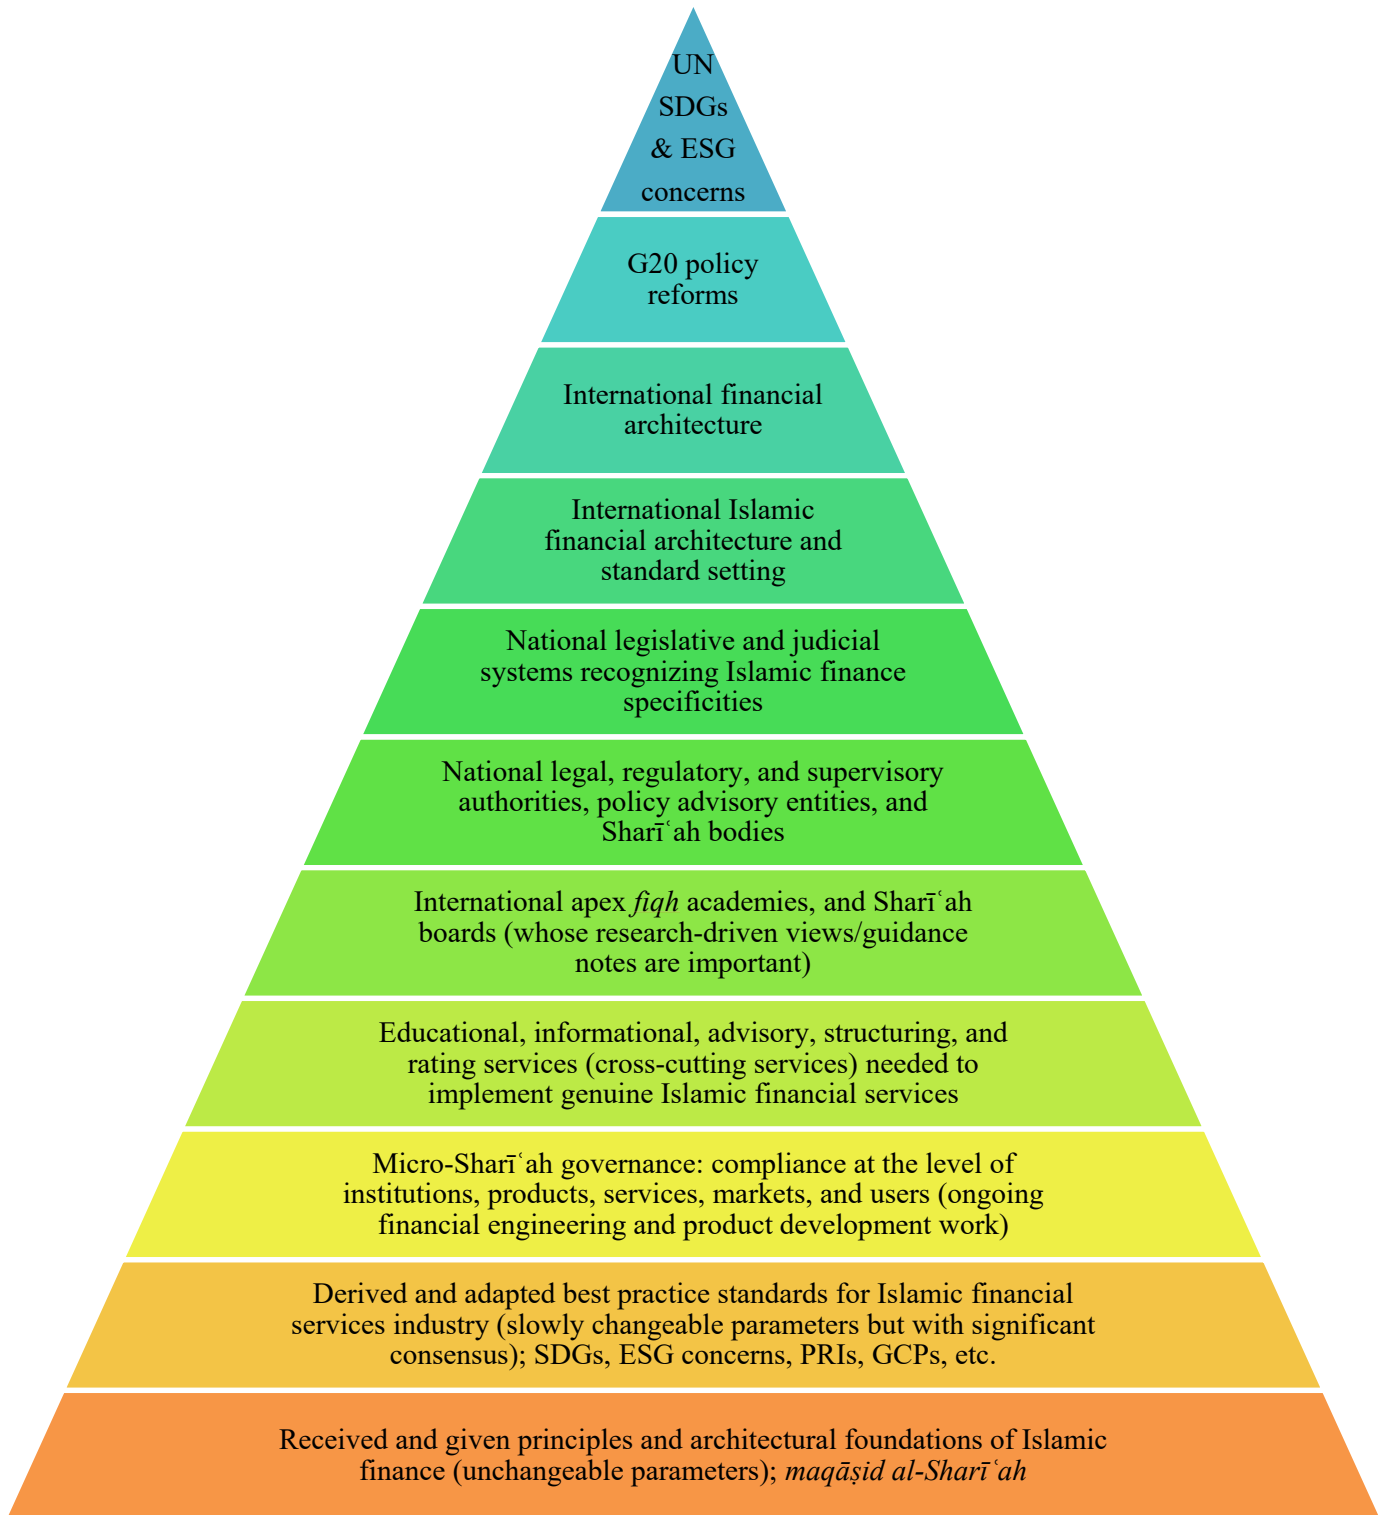 UN
SDGs
& ESG
concerns
G20 policy
reforms
International financial
architecture
International Islamic
financial architecture and
standard setting
National legislative and judicial
systems recognizing Islamic finance
specificities
National legal, regulatory, and supervisory
authorities, policy advisory entities, and
Sharīʿah bodies
International apex fiqh academies, and Sharīʿah
boards (whose research-driven views/guidance
notes are important)
Educational, informational, advisory, structuring, and
rating services (cross-cutting services) needed to
implement genuine Islamic financial services
Micro-Sharīʿah governance: compliance at the level of
institutions, products, services, markets, and users (ongoing
financial engineering and product development work)
Derived and adapted best practice standards for Islamic financial
services industry (slowly changeable parameters but with significant
consensus); SDGs, ESG concerns, PRIs, GCPs, etc.
Received and given principles and architectural foundations of Islamic
finance (unchangeable parameters); maqāṣid al-Sharīʿah